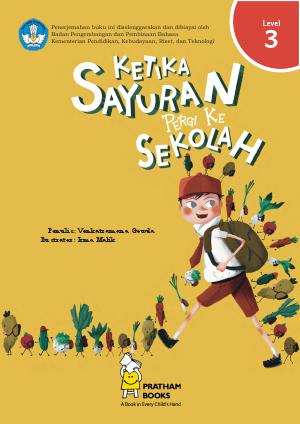 Penerjemahan buku ini diselenggarakan dan dibiayai oleh
Badan Pengembangan dan Pembinaan Bahasa
Kementerian Pendidikan, Kebudayaan, Riset, dan Teknologi
Level
3
KETIKA
SAYURAN
PERGI KE
SEKOLAH
Penulis: Venkatramana Gowda
Ilustrator: Isma Malik
PRATHAM
BOOKS
A Book in Every Child's Hand